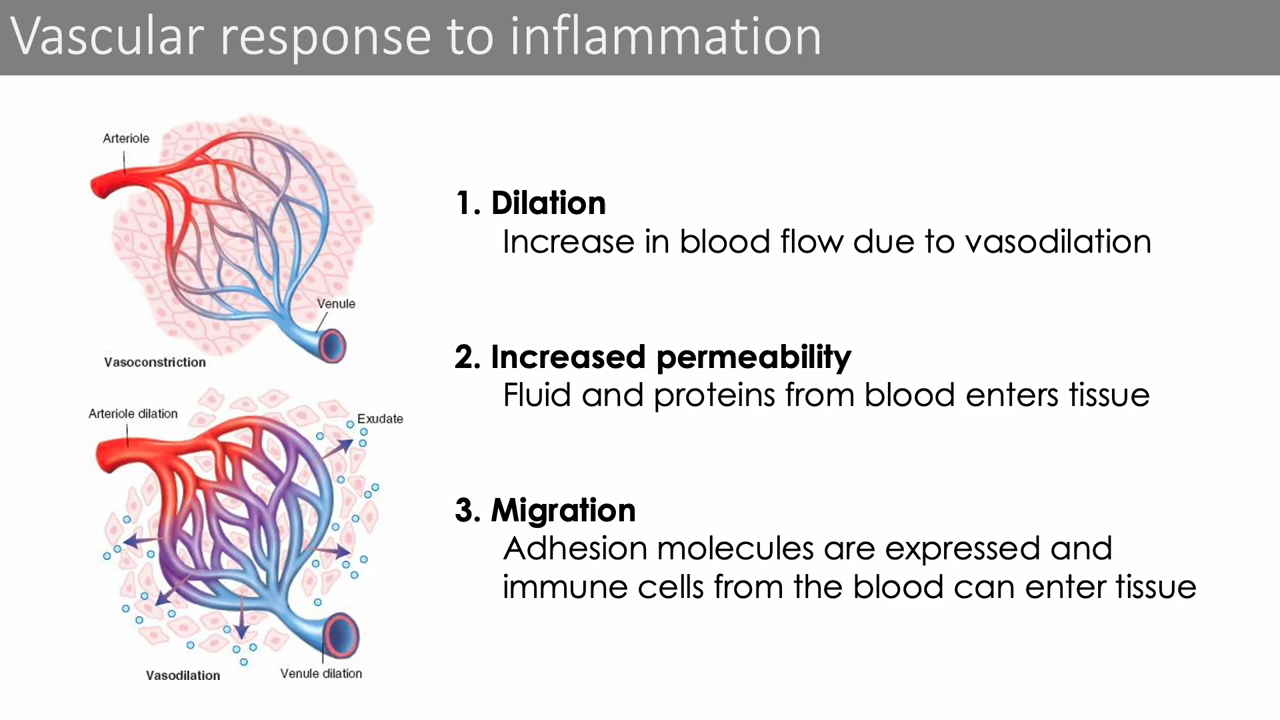 Vascular response to inflammation
Arteriole
Venule
Vasoconstriction
Arteriole dilation
Exudate
Vasodilation
Venule dilation
1. Dilation
Increase in blood flow due to vasodilation
2. Increased permeability
Fluid and proteins from blood enters tissue
3. Migration
Adhesion molecules are expressed and
immune cells from the blood can enter tissue